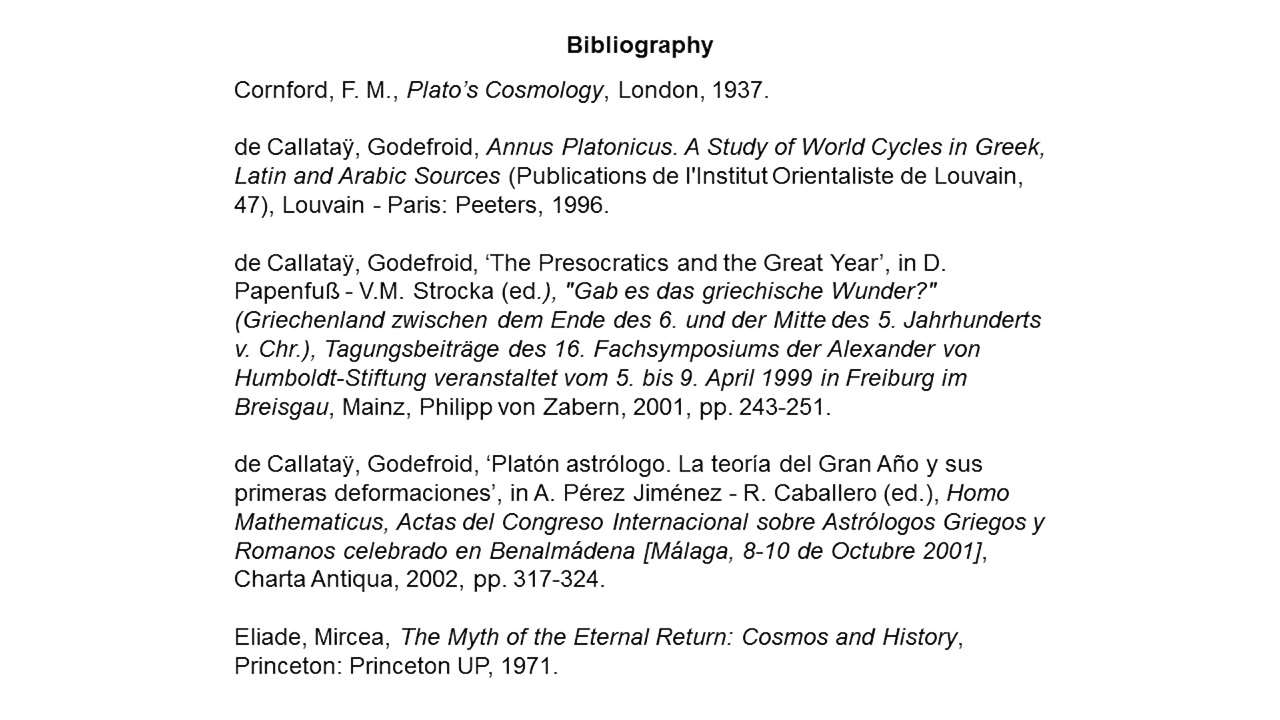 Bibliography
Cornford, F. M., Plato’s Cosmology, London, 1937.
de Callataÿ, Godefroid, Annus Platonicus. A Study of World Cycles in Greek,
Latin and Arabic Sources (Publications de l'Institut Orientaliste de Louvain,
47), Louvain - Paris: Peeters, 1996.
de Callataÿ, Godefroid, ‘The Presocratics and the Great Year’, in D.
Papenfuß - V.M. Strocka (ed.), "Gab es das griechische Wunder?"
(Griechenland zwischen dem Ende des 6. und der Mitte des 5. Jahrhunderts
v. Chr.), Tagungsbeiträge des 16. Fachsymposiums der Alexander von
Humboldt-Stiftung veranstaltet vom 5. bis 9. April 1999 in Freiburg im
Breisgau, Mainz, Philipp von Zabern, 2001, pp. 243-251.
de Callataÿ, Godefroid, ‘Platón astrólogo. La teoría del Gran Año y sus
primeras deformaciones’, in A. Pérez Jiménez - R. Caballero (ed.), Homo
Mathematicus, Actas del Congreso Internacional sobre Astrólogos Griegos y
Romanos celebrado en Benalmádena [Málaga, 8-10 de Octubre 2001],
Charta Antiqua, 2002, pp. 317-324.
Eliade, Mircea, The Myth of the Eternal Return: Cosmos and History,
Princeton: Princeton UP, 1971.